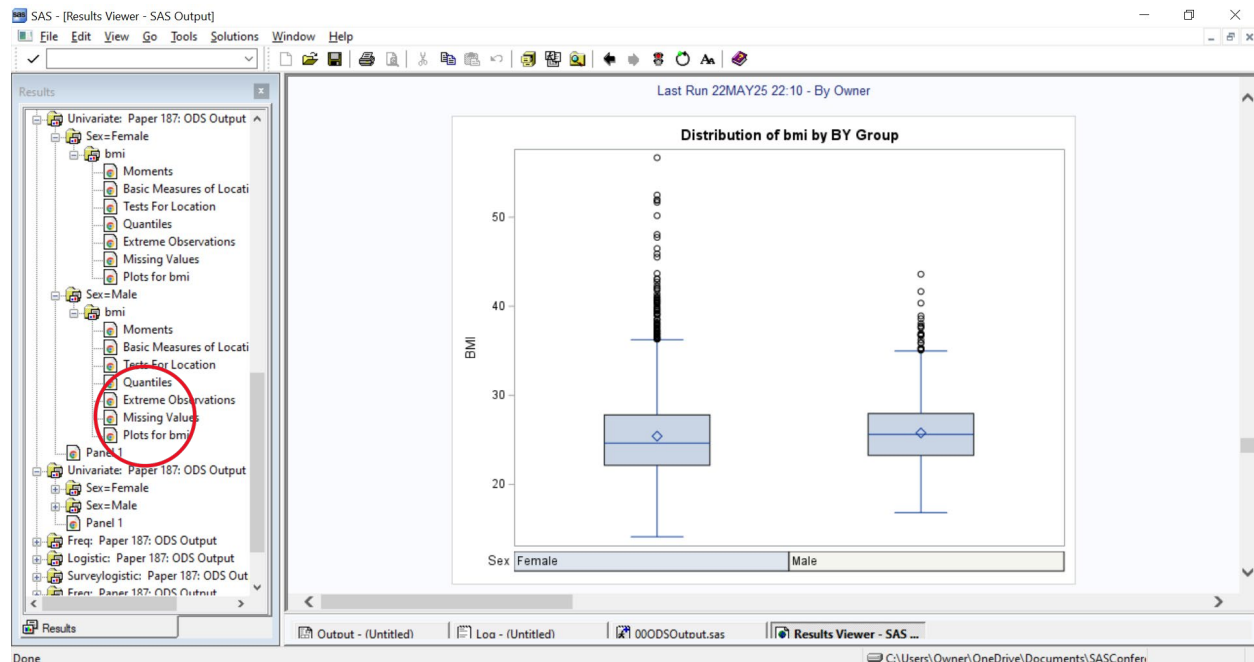 SAS - [Results Viewer - SAS Output]
File Edit View Go Tools Solutions Window Help
Results
Univariate: Paper 187: ODS Output
Sex=Female
bmi
Moments
Basic Measures of Locati
Tests For Location
Quantiles
Extreme Observations
Missing Values
Plots for bmi
Sex=Male
bmi
Moments
Basic Measures of Locati
Tests For Location
Quantiles
Extreme Observations
Missing Values
Plots for bmi
Panel 1
Univariate: Paper 187: ODS Output
Sex=Female
Sex=Male
Panel 1
Freq: Paper 187: ODS Output
Logistic: Paper 187: ODS Output
Surveylogistic: Paper 187: ODS Out
Freq: Paper 187: ODS Output
Results
Last Run 22MAY25 22:10 - By Owner
Distribution of bmi by BY Group
50
40
30
20
BMI
Sex Female Male
Output - (Untitled) Log - (Untitled) 00ODSOutput.sas Results Viewer - SAS ...
Done C:\Users\Owner\OneDrive\Documents\SASConfer